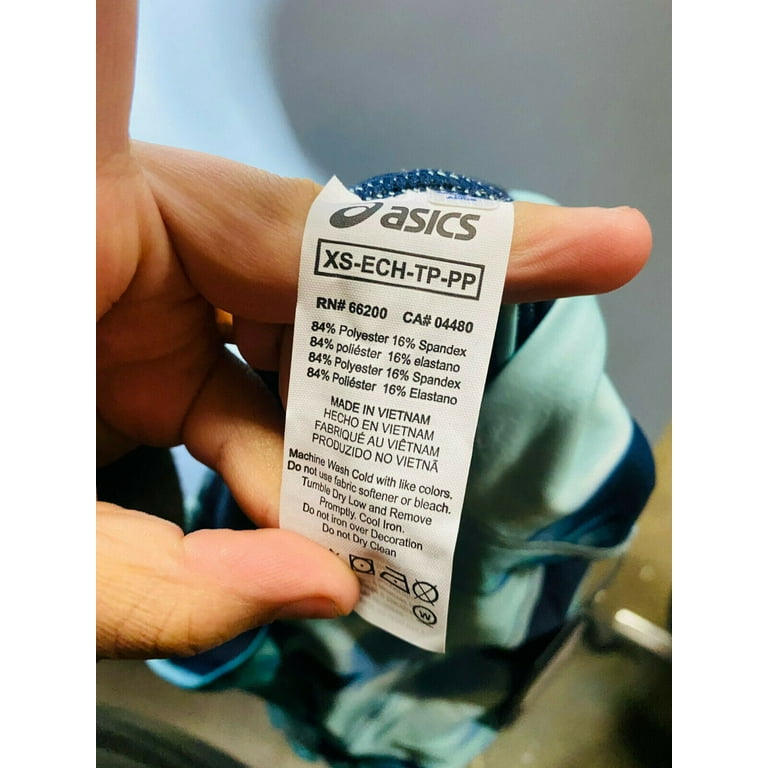 asics
XS-ECH-TP-PP
RN# 66200 CA# 04480
84% Polyester 16% Spandex
84% poliéster 16% elastano
84% Polyester 16% Spandex
84% Poliéster 16% Elastano
MADE IN VIETNAM
HECHO EN VIETNAM
FABRIQUÉ AU VIÊTNAM
PRODUZIDO NO VIETNÃ
Machine Wash Cold with like colors.
Do not use fabric softener or bleach.
Tumble Dry Low and Remove
Promptly. Cool Iron.
Do not iron over Decoration
Do not Dry Clean
W